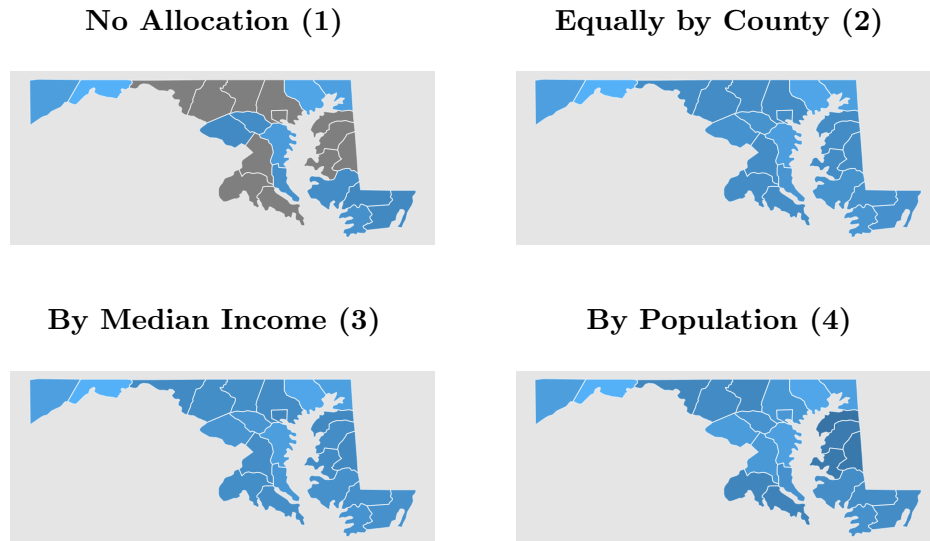 No Allocation (1)
Equally by County (2)
By Median Income (3)
By Population (4)